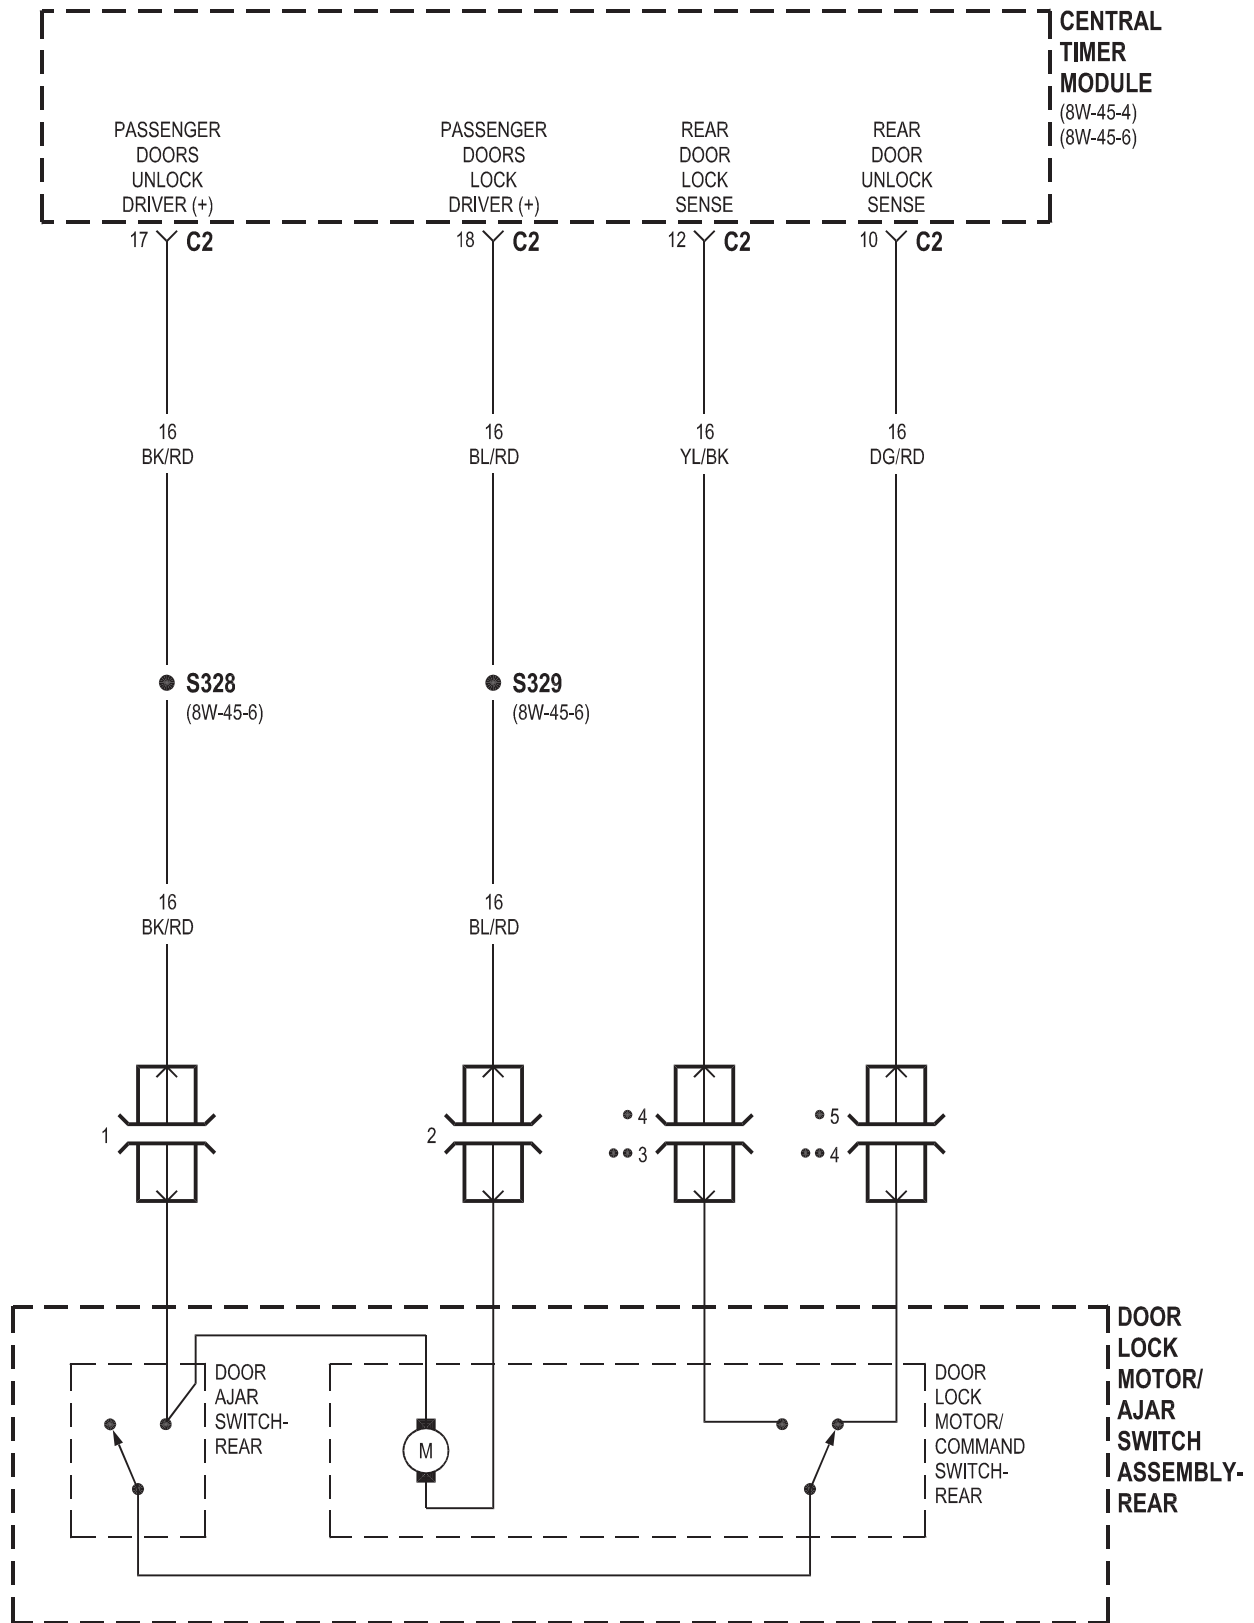 CENTRAL
TIMER
MODULE
(8W-45-4)
(8W-45-6)
PASSENGER
DOORS
UNLOCK
DRIVER (+)
PASSENGER
DOORS
LOCK
DRIVER (+)
REAR
DOOR
LOCK
SENSE
REAR
DOOR
UNLOCK
SENSE
17 C2
18 C2
12 C2
10 C2
16
BK/RD
16
BL/RD
16
YL/BK
16
DG/RD
S328
(8W-45-6)
S329
(8W-45-6)
16
BK/RD
16
BL/RD
1
2
• 4
•• 3
• 5
•• 4
DOOR
LOCK
MOTOR/
AJAR
SWITCH
ASSEMBLY-
REAR
DOOR
AJAR
SWITCH-
REAR
M
DOOR
LOCK
MOTOR/
COMMAND
SWITCH-
REAR